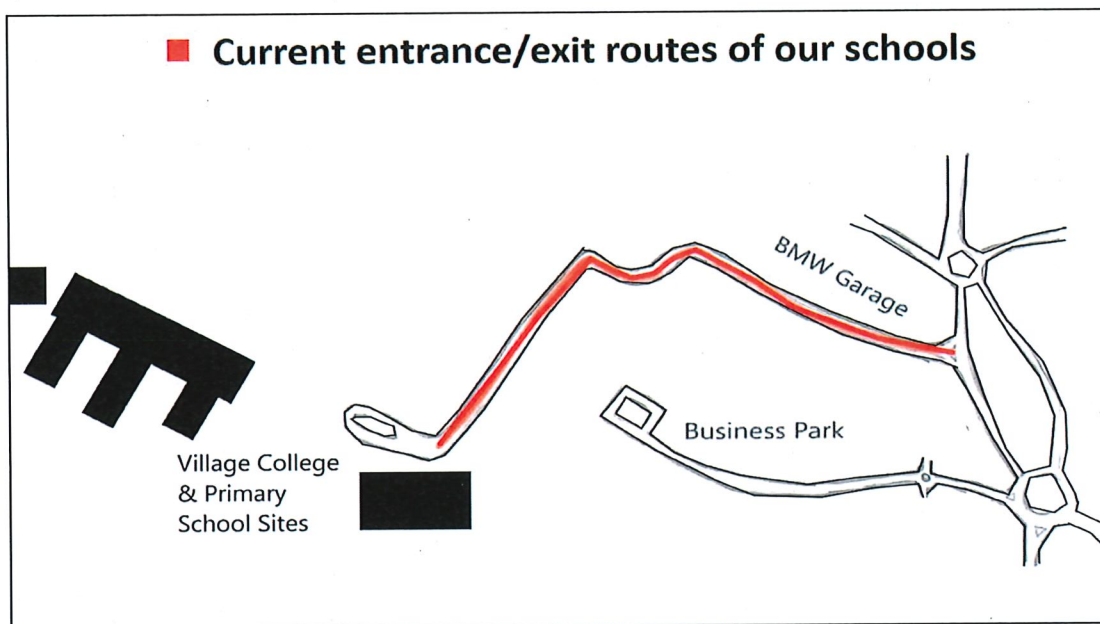 Current entrance/exit routes of our schools
BMW Garage
Business Park
Village College
& Primary
School Sites